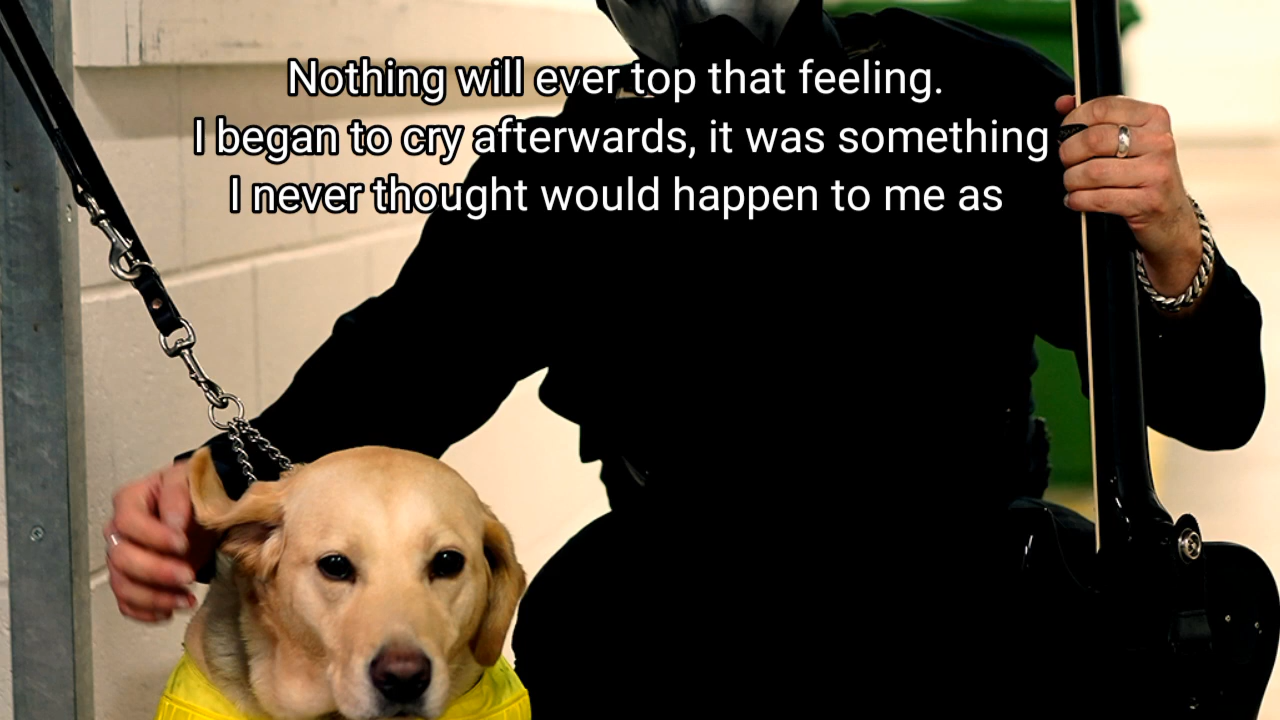 Nothing will ever top that feeling.
I began to cry afterwards, it was something
I never thought would happen to me as